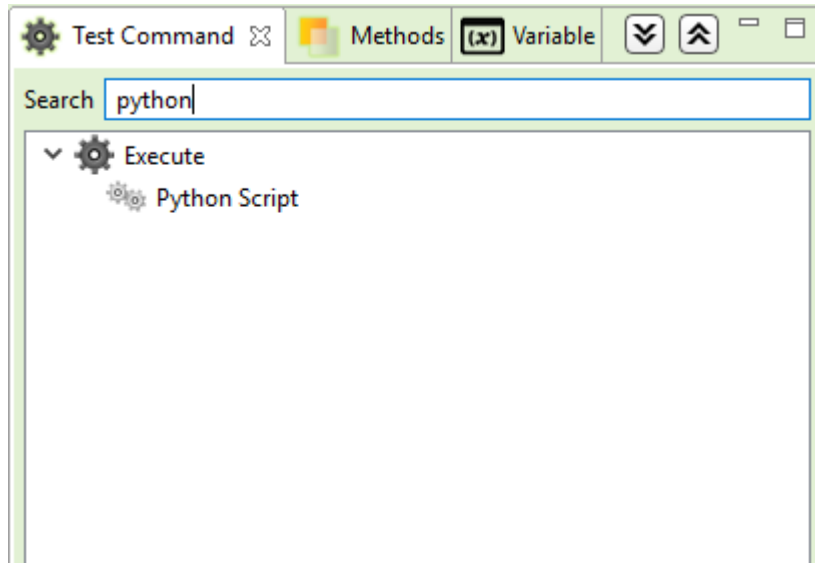 Test Command Methods (x) Variable
Search python
Execute
Python Script